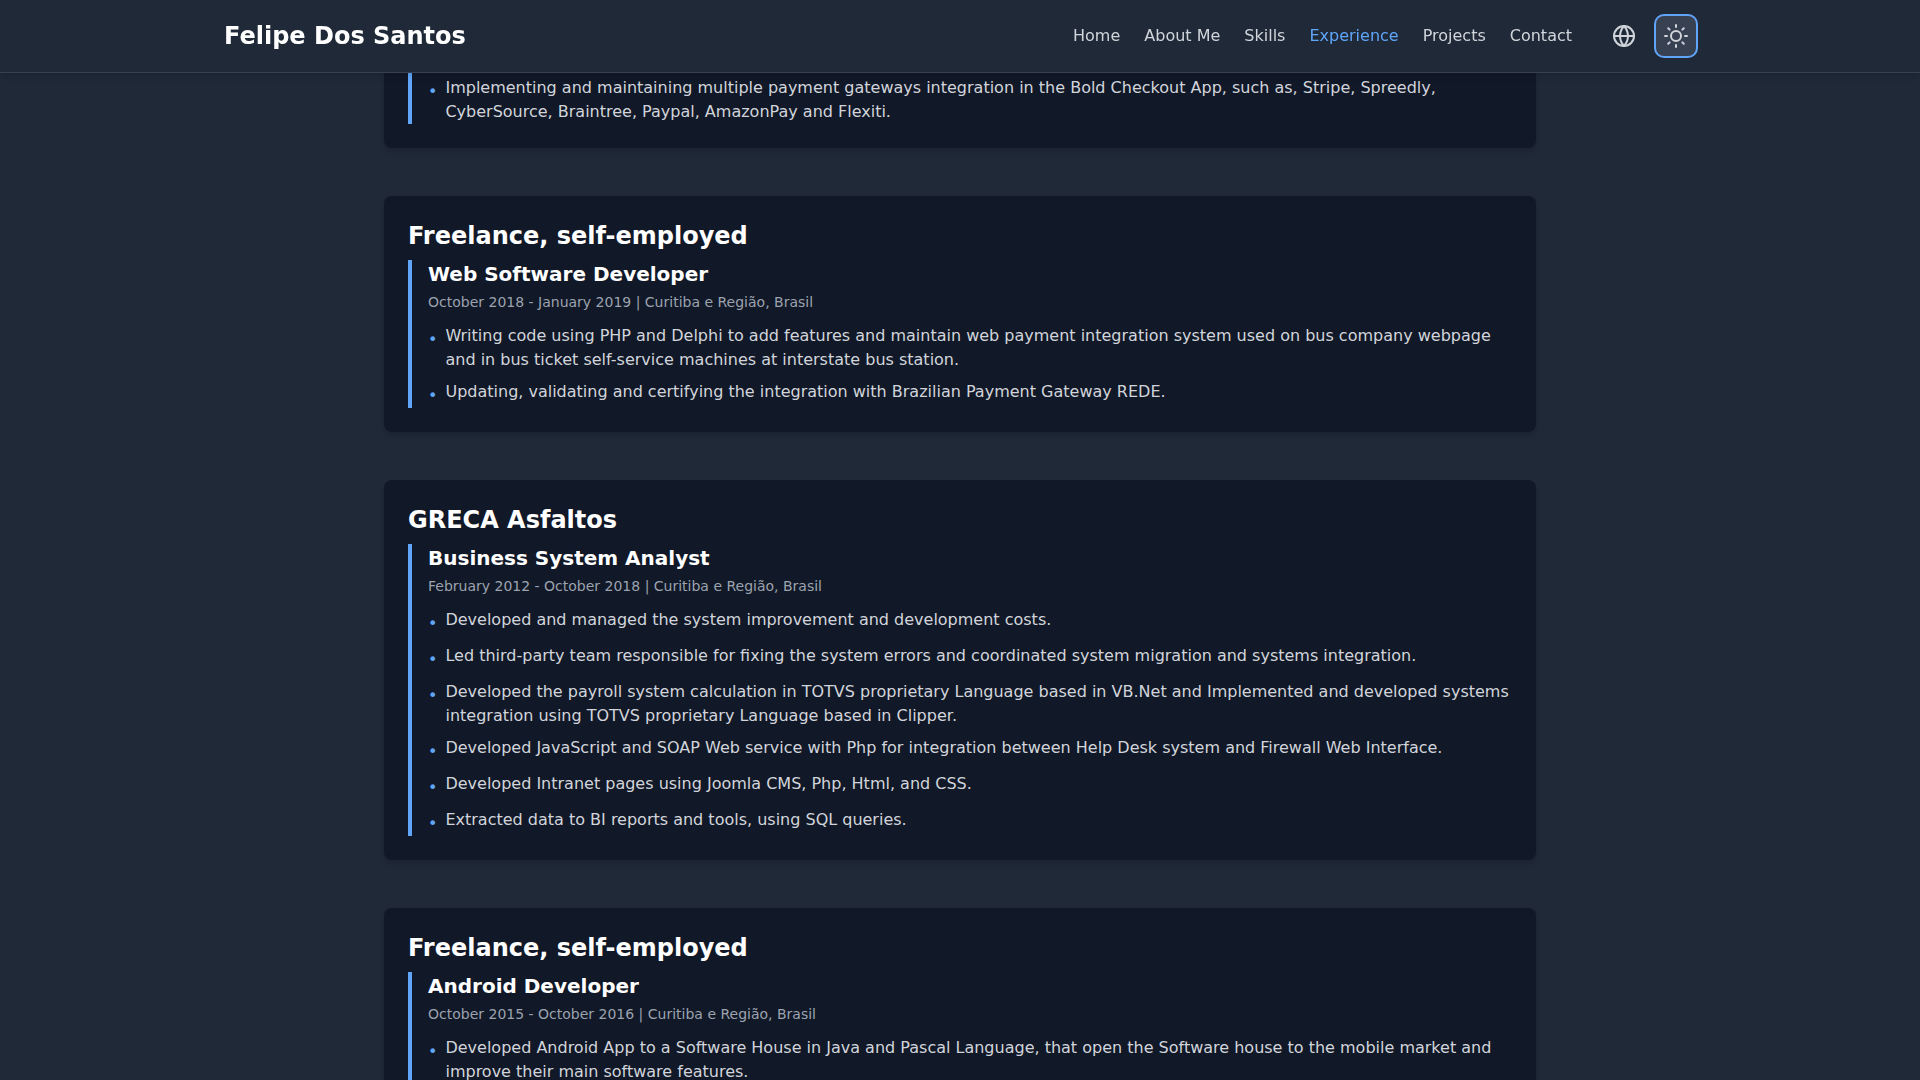 Felipe Dos Santos
Home About Me Skills Experience Projects Contact
• Implementing and maintaining multiple payment gateways integration in the Bold Checkout App, such as, Stripe, Spreedly,
CyberSource, Braintree, Paypal, AmazonPay and Flexiti.
Freelance, self-employed
Web Software Developer
October 2018 - January 2019 | Curitiba e Região, Brasil
• Writing code using PHP and Delphi to add features and maintain web payment integration system used on bus company webpage
and in bus ticket self-service machines at interstate bus station.
• Updating, validating and certifying the integration with Brazilian Payment Gateway REDE.
GRECA Asfaltos
Business System Analyst
February 2012 - October 2018 | Curitiba e Região, Brasil
• Developed and managed the system improvement and development costs.
• Led third-party team responsible for fixing the system errors and coordinated system migration and systems integration.
• Developed the payroll system calculation in TOTVS proprietary Language based in VB.Net and Implemented and developed systems
integration using TOTVS proprietary Language based in Clipper.
• Developed JavaScript and SOAP Web service with Php for integration between Help Desk system and Firewall Web Interface.
• Developed Intranet pages using Joomla CMS, Php, Html, and CSS.
• Extracted data to BI reports and tools, using SQL queries.
Freelance, self-employed
Android Developer
October 2015 - October 2016 | Curitiba e Região, Brasil
• Developed Android App to a Software House in Java and Pascal Language, that open the Software house to the mobile market and
improve their main software features.